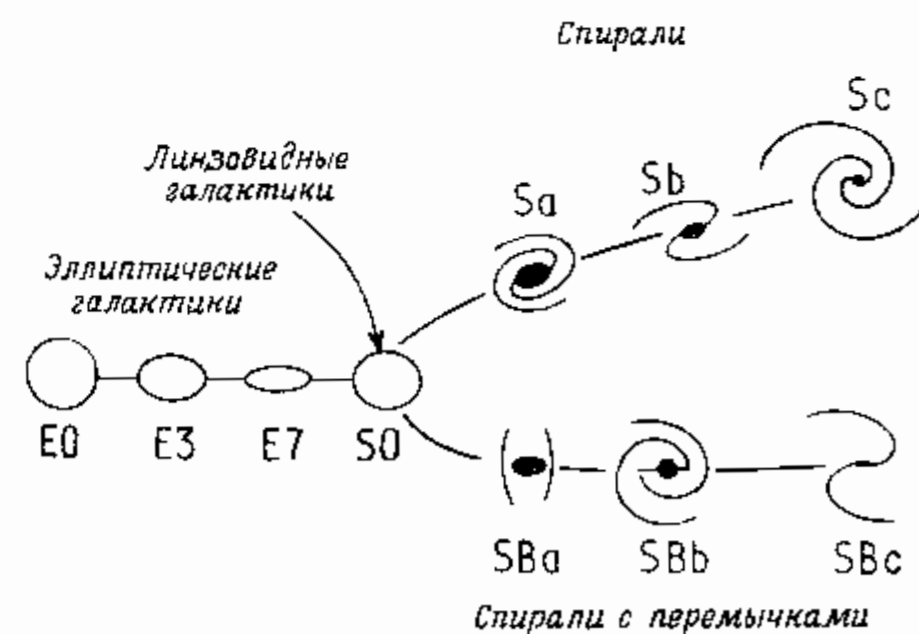 Спирали
Sc
Линзовидные
галактики
Sa
Sb
Эллиптические
галактики
E0
E3
E7
S0
SBa
SBb
SBc
Спирали с перемычками